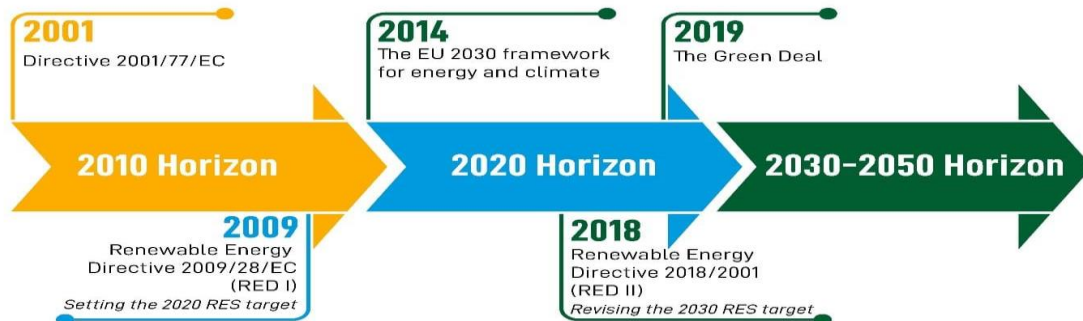 2001
Directive 2001/77/EC
2014
The EU 2030 framework
for energy and climate
2019
The Green Deal
2010 Horizon
2020 Horizon
2030-2050 Horizon
2009
Renewable Energy
Directive 2009/28/EC
(RED I)
Setting the 2020 RES target
2018
Renewable Energy
Directive 2018/2001
(RED II)
Revising the 2030 RES target